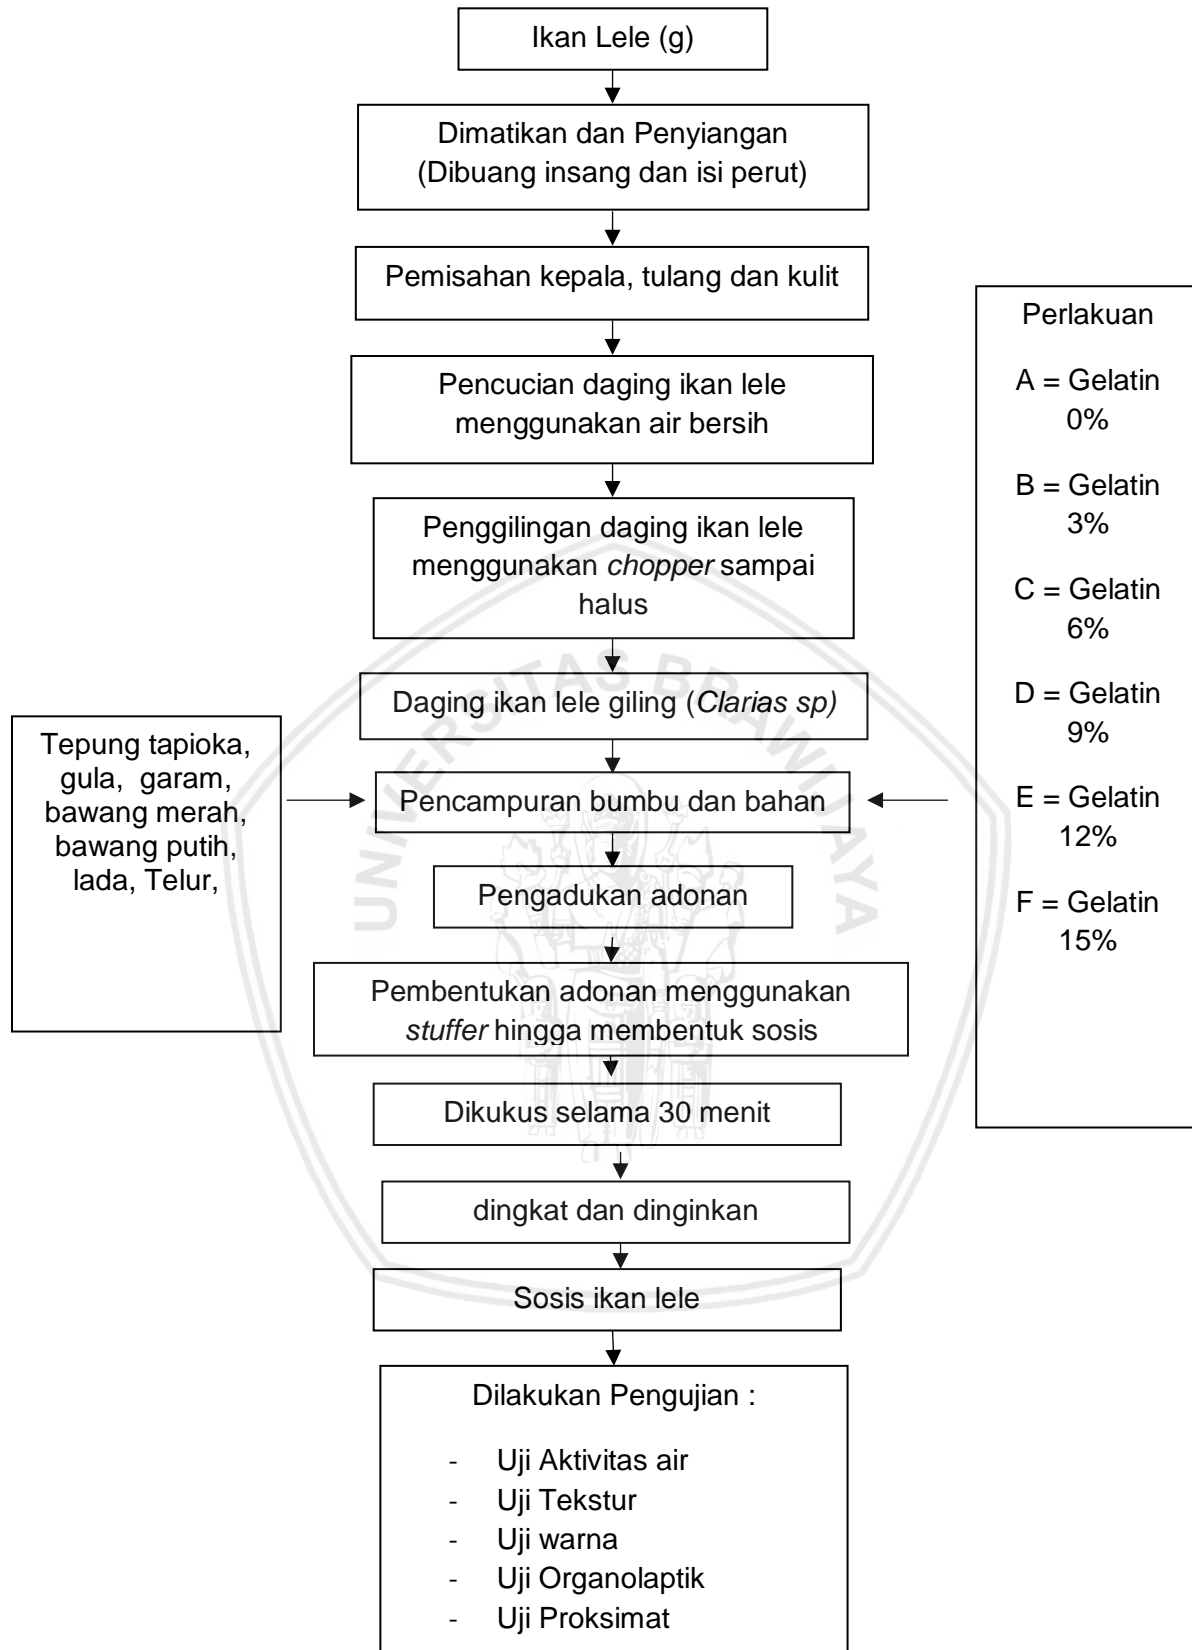 Ikan Lele (g)
Dimatikan dan Penyiangan
(Dibuang insang dan isi perut)
Pemisahan kepala, tulang dan kulit
Pencucian daging ikan lele
menggunakan air bersih
Penggilingan daging ikan lele
menggunakan chopper sampai
halus
Daging ikan lele giling (Clarias sp)
Tepung tapioka,
gula, garam,
bawang merah,
bawang putih,
lada, Telur,
Pencampuran bumbu dan bahan
Perlakuan
A = Gelatin
0%
B = Gelatin
3%
C = Gelatin
6%
D = Gelatin
9%
E = Gelatin
12%
F = Gelatin
15%
Pengadukan adonan
Pembentukan adonan menggunakan
stuffer hingga membentuk sosis
Dikukus selama 30 menit
dingkat dan dinginkan
Sosis ikan lele
Dilakukan Pengujian :
- Uji Aktivitas air
- Uji Tekstur
- Uji warna
- Uji Organolaptik
- Uji Proksimat
UNIVERSITAS BRAWIJAYA